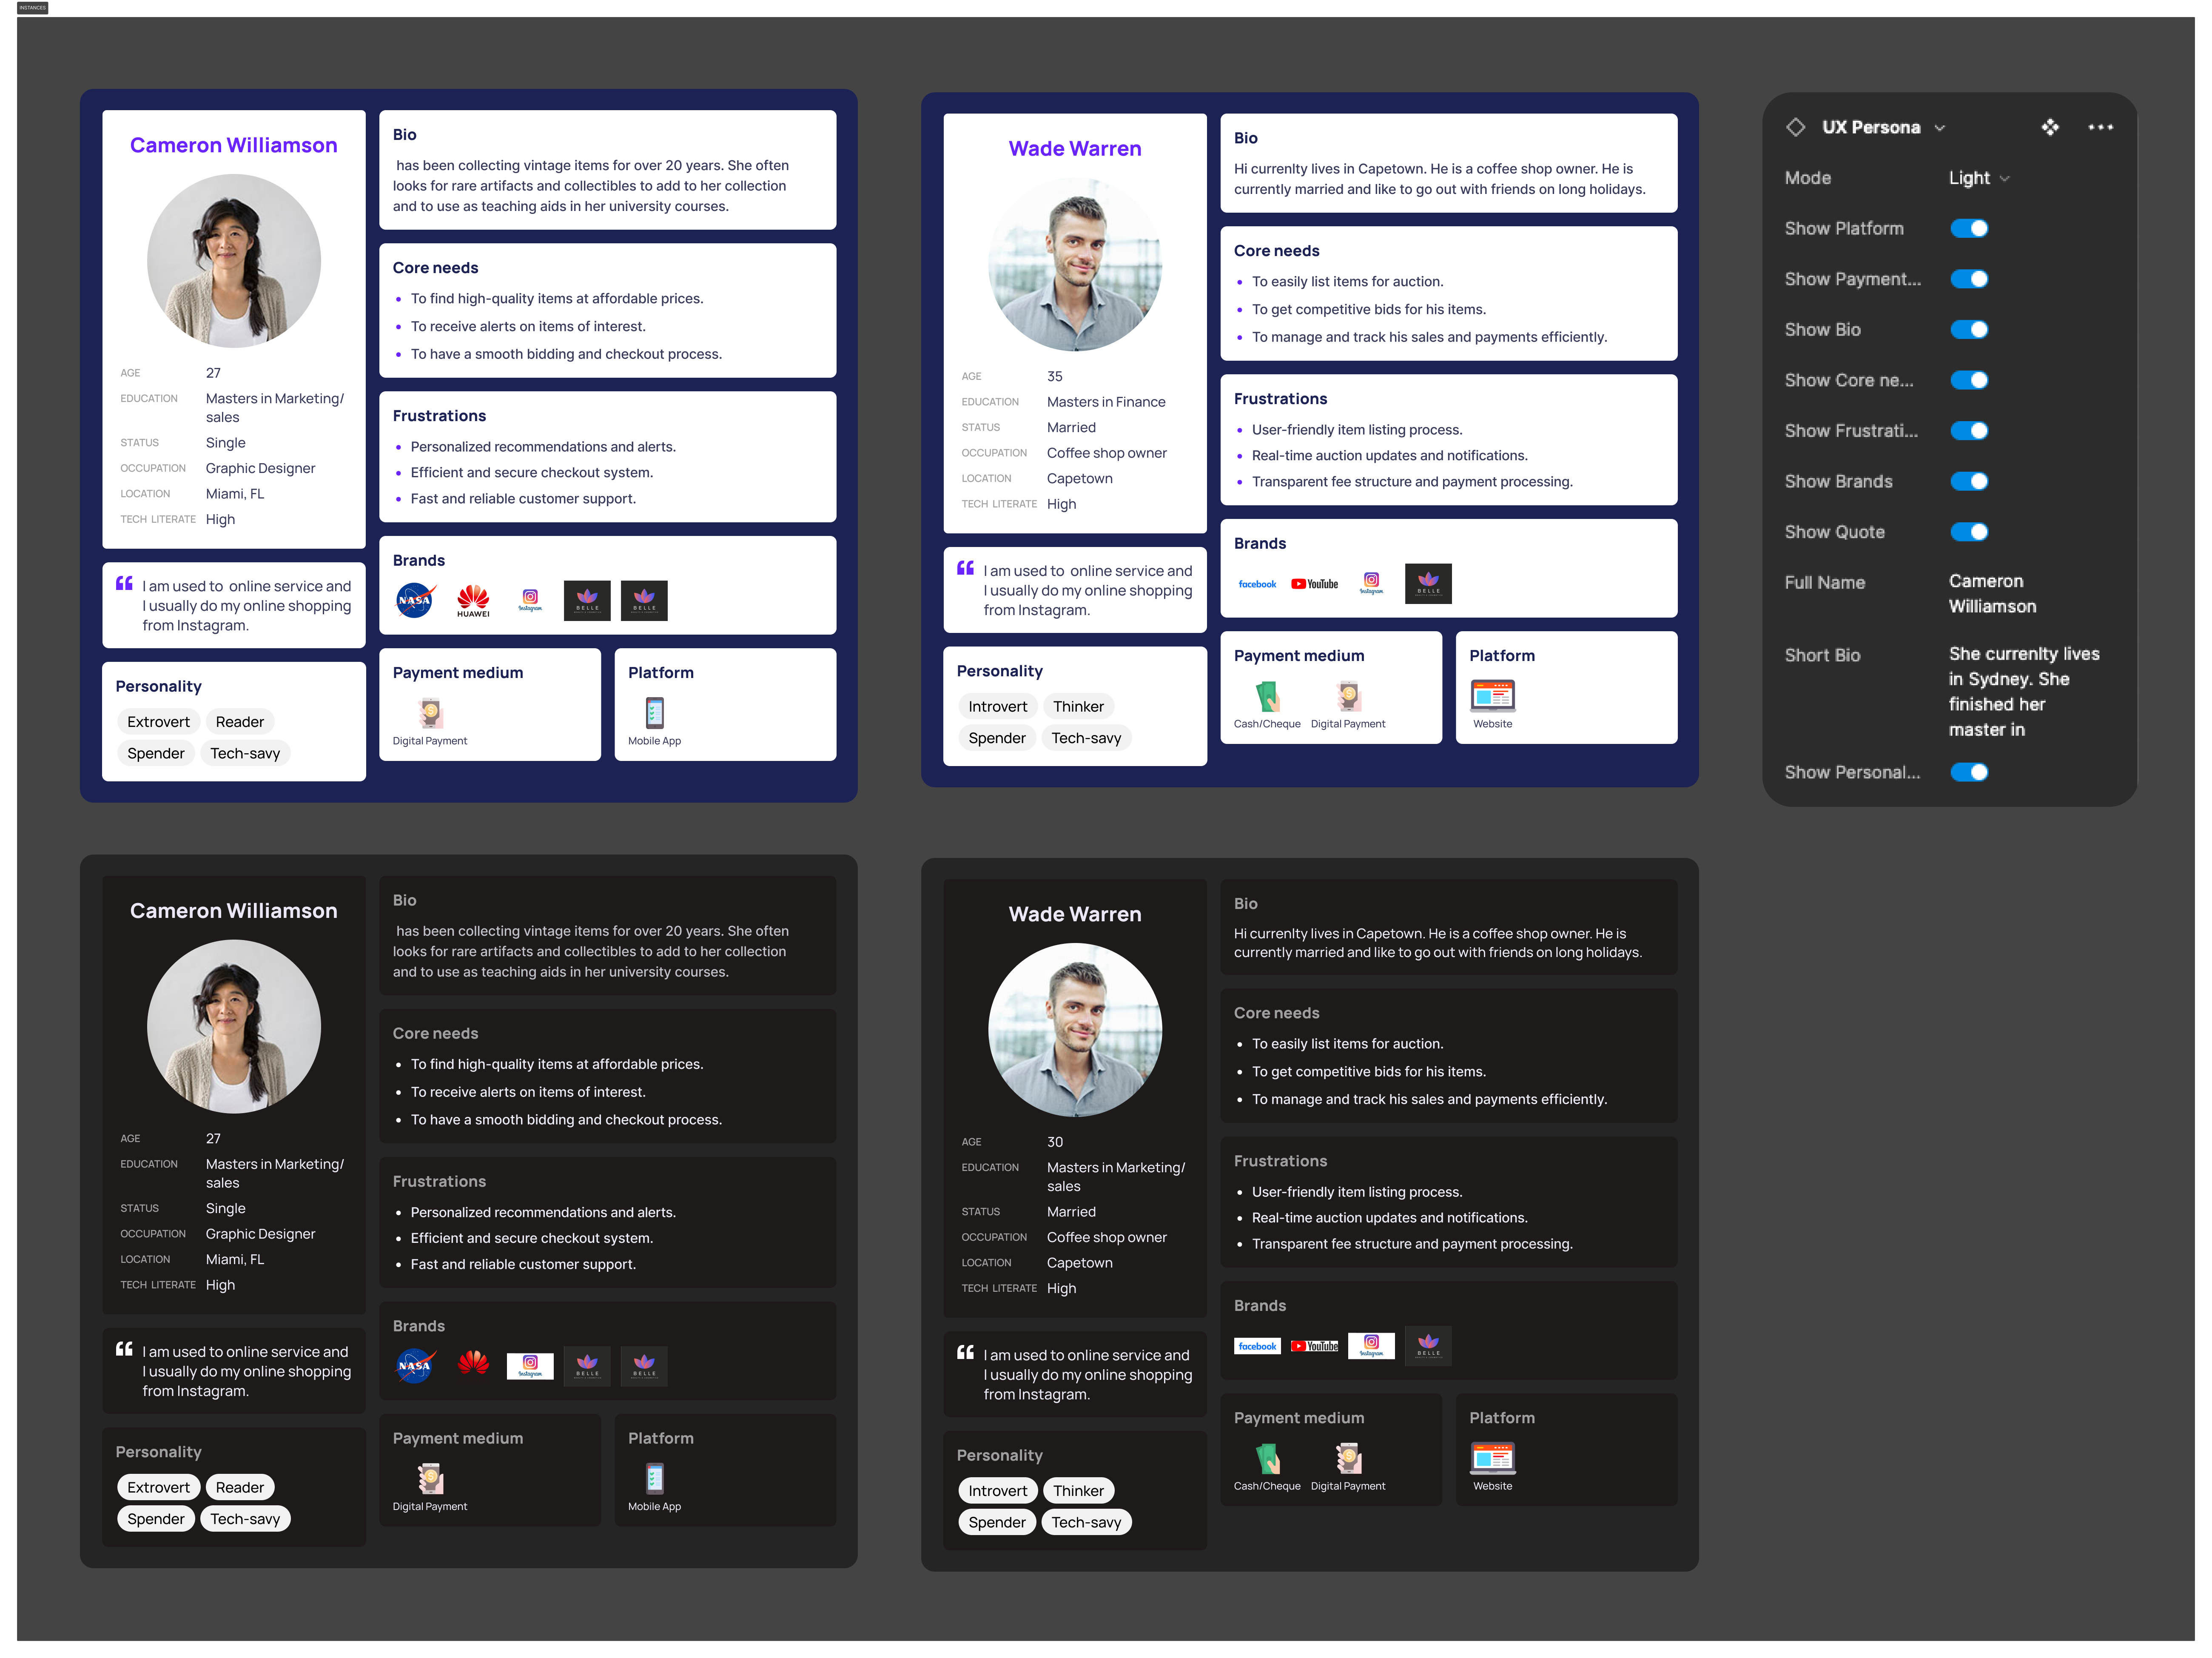 INSTANCES
Cameron Williamson
AGE 27
EDUCATION Masters in Marketing/
sales
STATUS Single
OCCUPATION Graphic Designer
LOCATION Miami, FL
TECH LITERATE High
I am used to online service and
I usually do my online shopping
from Instagram.
Personality
Extrovert Reader
Spender Tech-savy
Bio
has been collecting vintage items for over 20 years. She often
looks for rare artifacts and collectibles to add to her collection
and to use as teaching aids in her university courses.
Core needs
• To find high-quality items at affordable prices.
• To receive alerts on items of interest.
• To have a smooth bidding and checkout process.
Frustrations
• Personalized recommendations and alerts.
• Efficient and secure checkout system.
• Fast and reliable customer support.
Brands
NASA HUAWEI Instagram BELLE BELLE
Payment medium
Digital Payment
Platform
Mobile App
Wade Warren
AGE 35
EDUCATION Masters in Finance
STATUS Married
OCCUPATION Coffee shop owner
LOCATION Capetown
TECH LITERATE High
I am used to online service and
I usually do my online shopping
from Instagram.
Personality
Introvert Thinker
Spender Tech-savy
Bio
Hi currenlty lives in Capetown. He is a coffee shop owner. He is
currently married and like to go out with friends on long holidays.
Core needs
• To easily list items for auction.
• To get competitive bids for his items.
• To manage and track his sales and payments efficiently.
Frustrations
• User-friendly item listing process.
• Real-time auction updates and notifications.
• Transparent fee structure and payment processing.
Brands
facebook YouTube Instagram BELLE
Payment medium
Cash/Cheque Digital Payment
Platform
Website
UX Persona
Mode Light
Show Platform
Show Payment...
Show Bio
Show Core ne...
Show Frustrati...
Show Brands
Show Quote
Full Name Cameron
Williamson
Short Bio She currenlty lives
in Sydney. She
finished her
master in
Show Personal...
Cameron Williamson
AGE 27
EDUCATION Masters in Marketing/
sales
STATUS Single
OCCUPATION Graphic Designer
LOCATION Miami, FL
TECH LITERATE High
I am used to online service and
I usually do my online shopping
from Instagram.
Personality
Extrovert Reader
Spender Tech-savy
Bio
has been collecting vintage items for over 20 years. She often
looks for rare artifacts and collectibles to add to her collection
and to use as teaching aids in her university courses.
Core needs
• To find high-quality items at affordable prices.
• To receive alerts on items of interest.
• To have a smooth bidding and checkout process.
Frustrations
• Personalized recommendations and alerts.
• Efficient and secure checkout system.
• Fast and reliable customer support.
Brands
NASA Instagram BELLE BELLE
Payment medium
Digital Payment
Platform
Mobile App
Wade Warren
AGE 30
EDUCATION Masters in Marketing/
sales
STATUS Married
OCCUPATION Coffee shop owner
LOCATION Capetown
TECH LITERATE High
I am used to online service and
I usually do my online shopping
from Instagram.
Personality
Introvert Thinker
Spender Tech-savy
Bio
Hi currenlty lives in Capetown. He is a coffee shop owner. He is
currently married and like to go out with friends on long holidays.
Core needs
• To easily list items for auction.
• To get competitive bids for his items.
• To manage and track his sales and payments efficiently.
Frustrations
• User-friendly item listing process.
• Real-time auction updates and notifications.
• Transparent fee structure and payment processing.
Brands
facebook YouTube Instagram BELLE
Payment medium
Cash/Cheque Digital Payment
Platform
Website